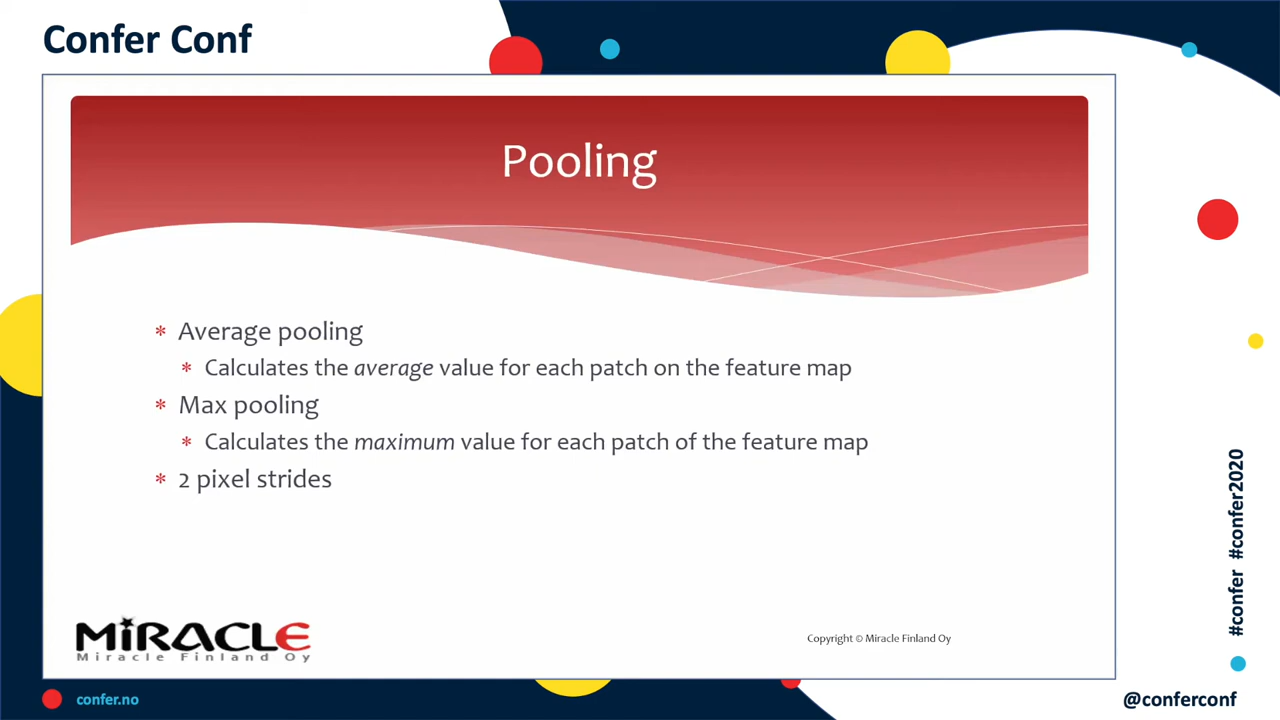 Confer Conf
Pooling
* Average pooling
* Calculates the average value for each patch on the feature map
* Max pooling
* Calculates the maximum value for each patch of the feature map
* 2 pixel strides
MIRACLE
Miracle Finland Oy
Copyright © Miracle Finland Oy
#confer #confer2020
confer.no
@conferconf